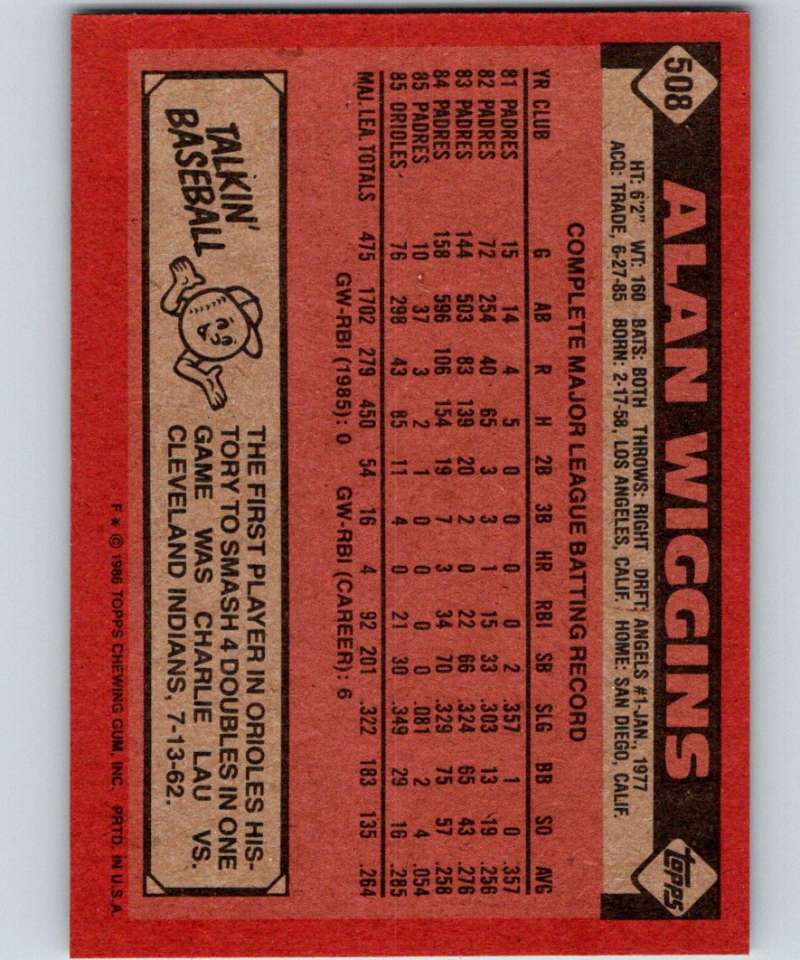 508
ALAN WIGGINS
topps
HT: 6'2" WT: 160 BATS: BOTH THROWS: RIGHT DRFT: ANGELS #1-JAN., 1977
ACQ: TRADE, 6-27-85 BORN: 2-17-58, LOS ANGELES, CALIF. HOME: SAN DIEGO, CALIF.
COMPLETE MAJOR LEAGUE BATTING RECORD
YR CLUB G AB R H 2B 3B HR RBI SB SLG BB SO AVG
81 PADRES 15 14 4 5 0 0 0 0 2 .357 1 0 .357
82 PADRES 72 254 40 65 3 3 1 15 33 .303 13 19 .256
83 PADRES 144 503 83 139 20 2 0 22 66 .324 65 43 .276
84 PADRES 158 596 106 154 19 7 3 34 70 .329 75 57 .258
85 PADRES 10 37 3 2 1 0 0 0 0 .081 2 4 .054
85 ORIOLES 76 298 43 85 11 4 0 21 30 .349 29 16 .285
MAJ. LEA. TOTALS 475 1702 279 450 54 16 4 92 201 .322 183 135 .264
GW-RBI (1985): 0 GW-RBI (CAREER): 6
TALKIN'
BASEBALL
THE FIRST PLAYER IN ORIOLES HIS-
TORY TO SMASH 4 DOUBLES IN ONE
GAME WAS CHARLIE LAU VS.
CLEVELAND INDIANS, 7-13-62.
F * © 1986 TOPPS CHEWING GUM, INC. PRTD. IN U.S.A.